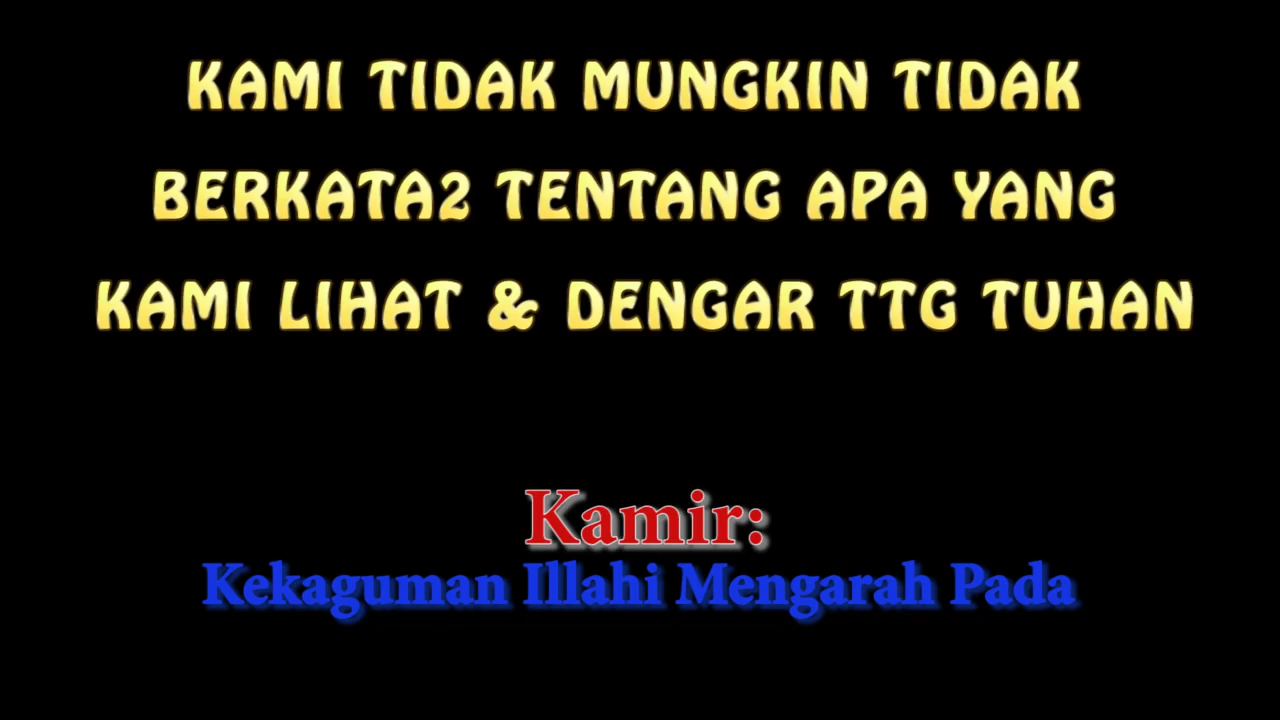 KAMI TIDAK MUNGKIN TIDAK
BERKATA2 TENTANG APA YANG
KAMI LIHAT & DENGAR TTG TUHAN
Kamir:
Kekaguman Illahi Mengarah Pada